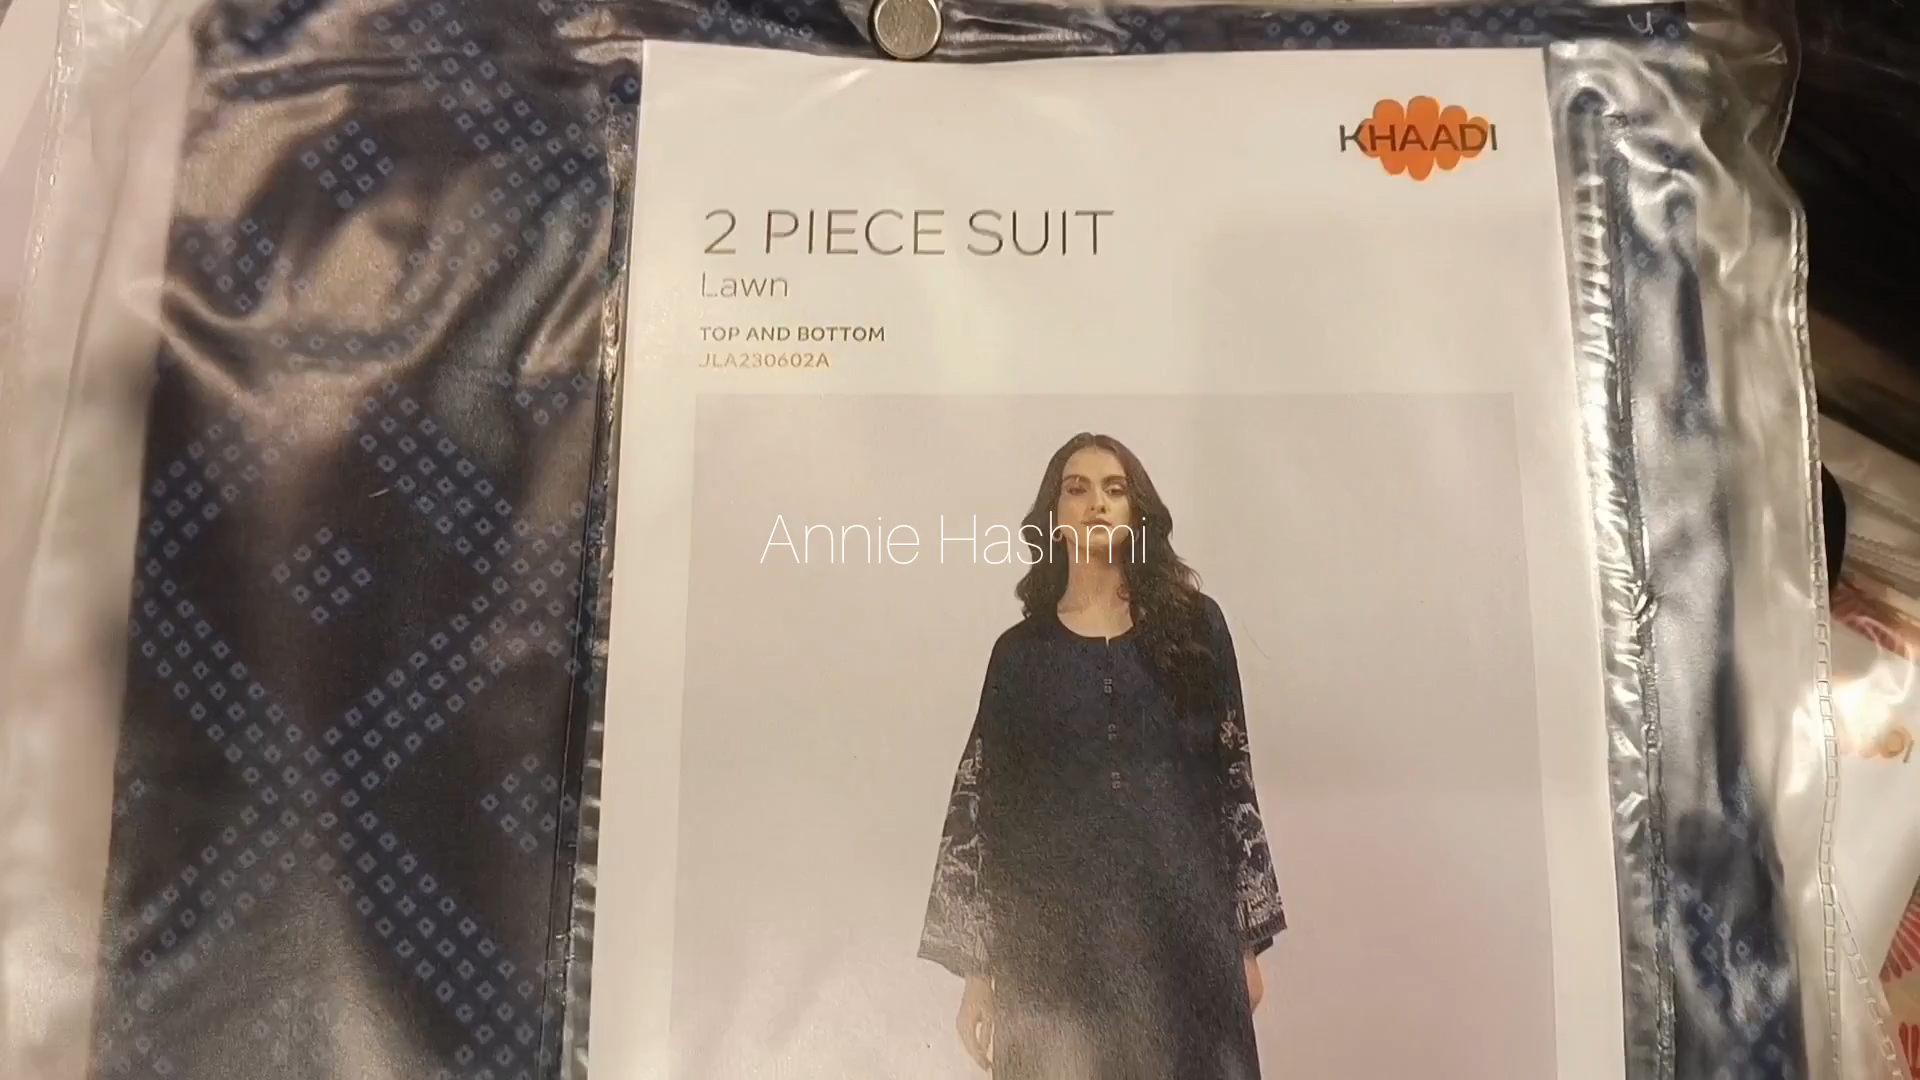 KHAADI
2 PIECE SUIT
Lawn
TOP AND BOTTOM
JLA230602A
Annie Hashmi